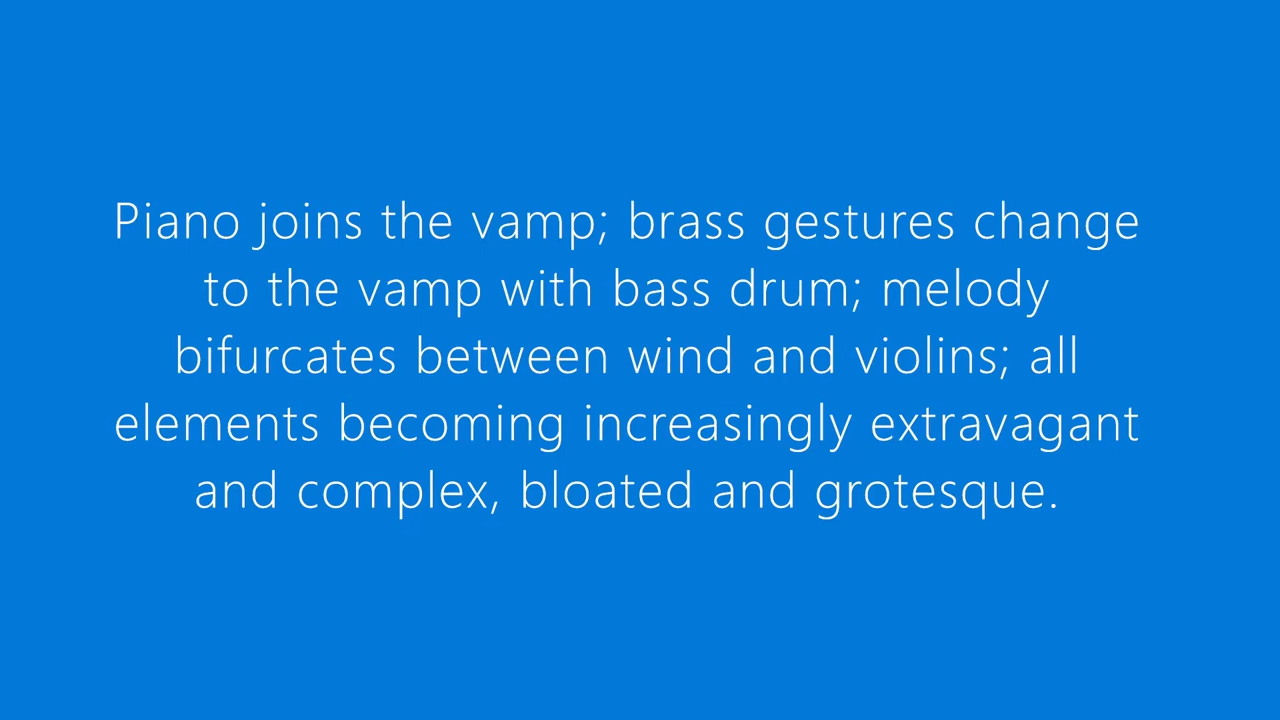 Piano joins the vamp; brass gestures change
to the vamp with bass drum; melody
bifurcates between wind and violins; all
elements becoming increasingly extravagant
and complex, bloated and grotesque.